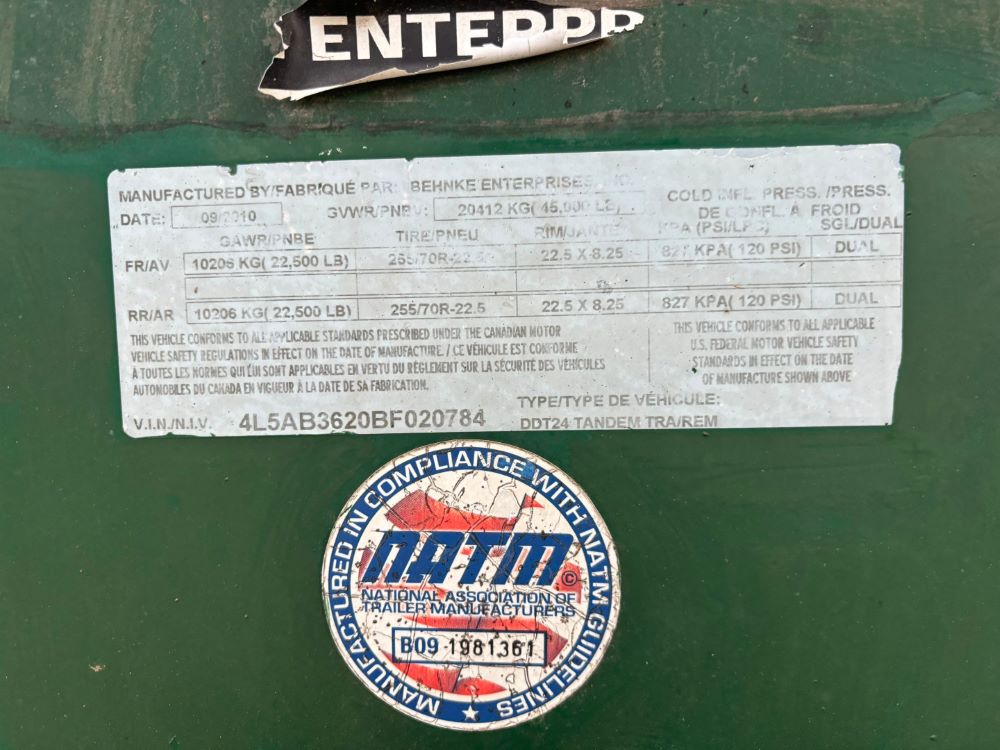 ENTERPR
MANUFACTURED BY/FABRIQUÉ PAR: BEHNKE ENTERPRISES, INC.
COLD INFL. PRESS. /PRESS.
DATE: 09/2010 GVWR/PNBV: 20412 KG( 45,000 LB)
DE GONFL. A FROID
GAWR/PNBE TIRE/PNEU RIM/JANTE KPA (PSI/LPC) SGL/DUAL
FR/AV 10206 KG( 22,500 LB) 255/70R-22.5 22.5 X 8.25 827 KPA( 120 PSI) DUAL
RR/AR 10206 KG( 22,500 LB) 255/70R-22.5 22.5 X 8.25 827 KPA( 120 PSI) DUAL
THIS VEHICLE CONFORMS TO ALL APPLICABLE STANDARDS PRESCRIBED UNDER THE CANADIAN MOTOR
VEHICLE SAFETY REGULATIONS IN EFFECT ON THE DATE OF MANUFACTURE. / CE VÉHICULE EST CONFORME
À TOUTES LES NORMES QUI LUI SONT APPLICABLES EN VERTU DU RÈGLEMENT SUR LA SÉCURITÉ DES VÉHICULES
AUTOMOBILES DU CANADA EN VIGUEUR À LA DATE DE SA FABRICATION.
THIS VEHICLE CONFORMS TO ALL APPLICABLE
U.S. FEDERAL MOTOR VEHICLE SAFETY
STANDARDS IN EFFECT ON THE DATE
OF MANUFACTURE SHOWN ABOVE
TYPE/TYPE DE VÉHICULE:
V.I.N./N.I.V. 4L5AB3620BF020784 DDT24 TANDEM TRA/REM
MANUFACTURED IN COMPLIANCE WITH NATM GUIDELINES
NATM ©
NATIONAL ASSOCIATION OF
TRAILER MANUFACTURERS
B09 1981361